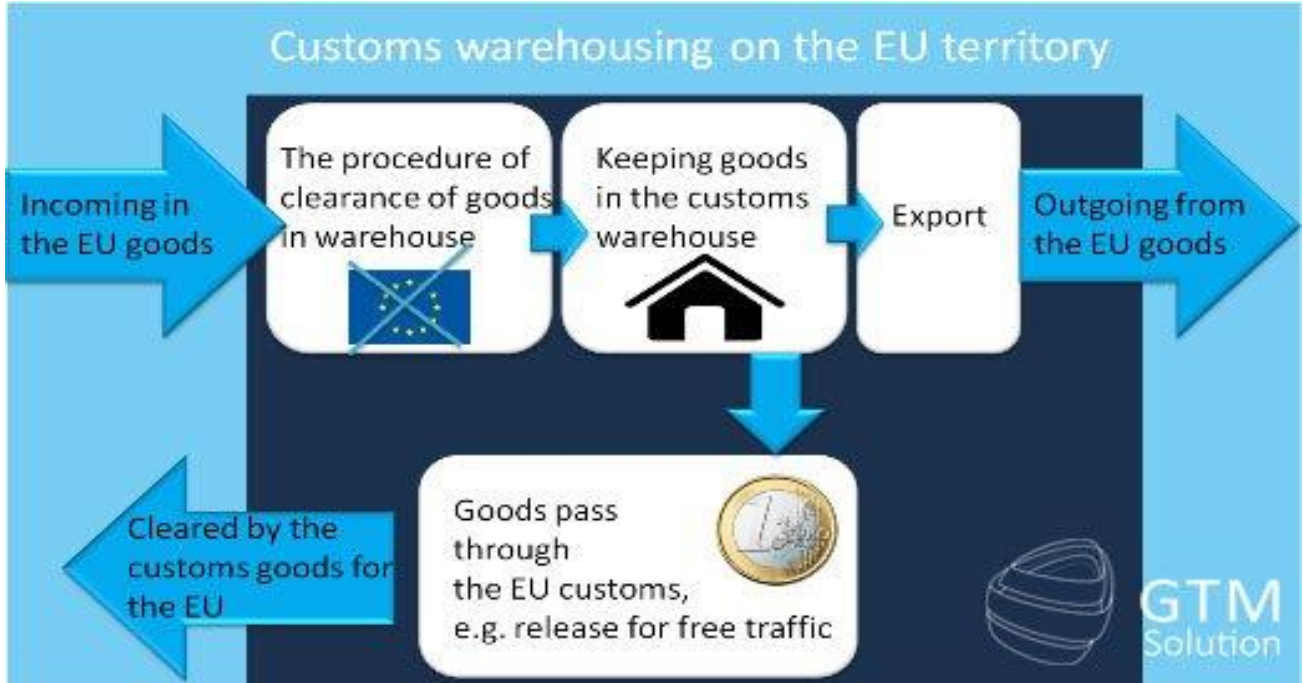 Customs warehousing on the EU territory
Incoming in
the EU goods
The procedure of
clearance of goods
in warehouse
Keeping goods
in the customs
warehouse
Export
Outgoing from
the EU goods
Cleared by the
customs goods for
the EU
Goods pass
through
the EU customs,
e.g. release for free traffic
1
GTM
Solution